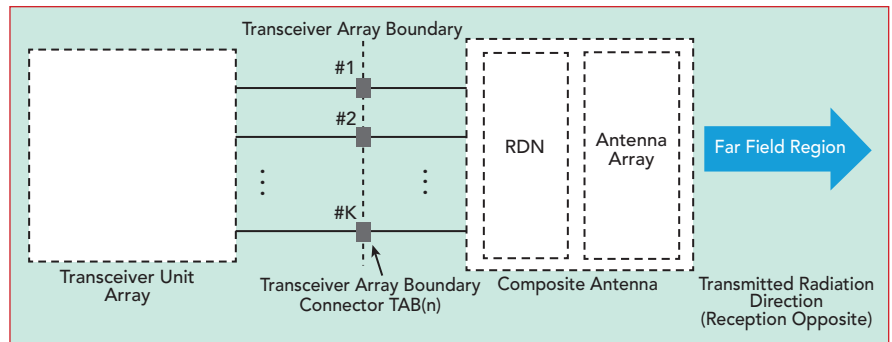 Transceiver Array Boundary
#1
#2
#K
RDN
Antenna
Array
Far Field Region
Transceiver Unit
Array
Transceiver Array Boundary
Connector TAB(n)
Composite Antenna
Transmitted Radiation
Direction
(Reception Opposite)